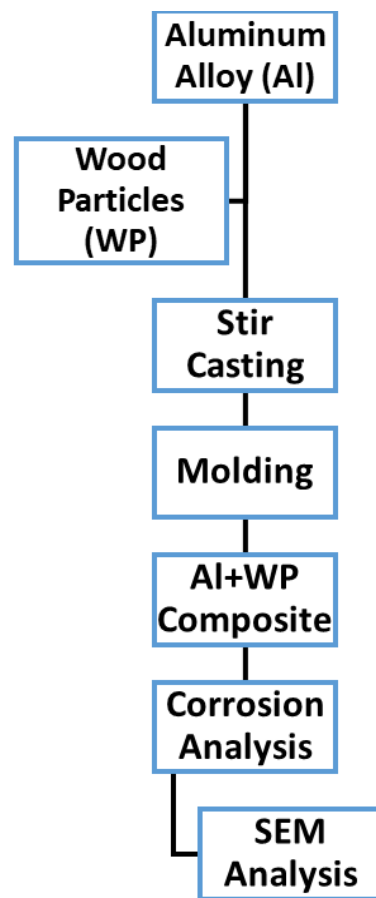 Aluminum
Alloy (Al)
Wood
Particles
(WP)
Stir
Casting
Molding
Al+WP
Composite
Corrosion
Analysis
SEM
Analysis